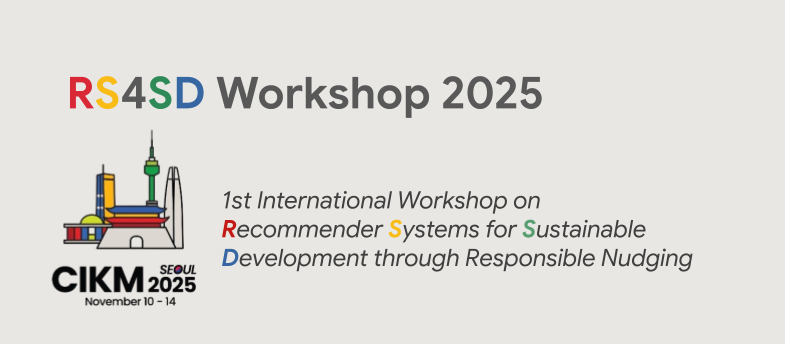 RS4SD Workshop 2025
1st International Workshop on
Recommender Systems for Sustainable
Development through Responsible Nudging
CIKM SEOUL 2025
November 10 - 14